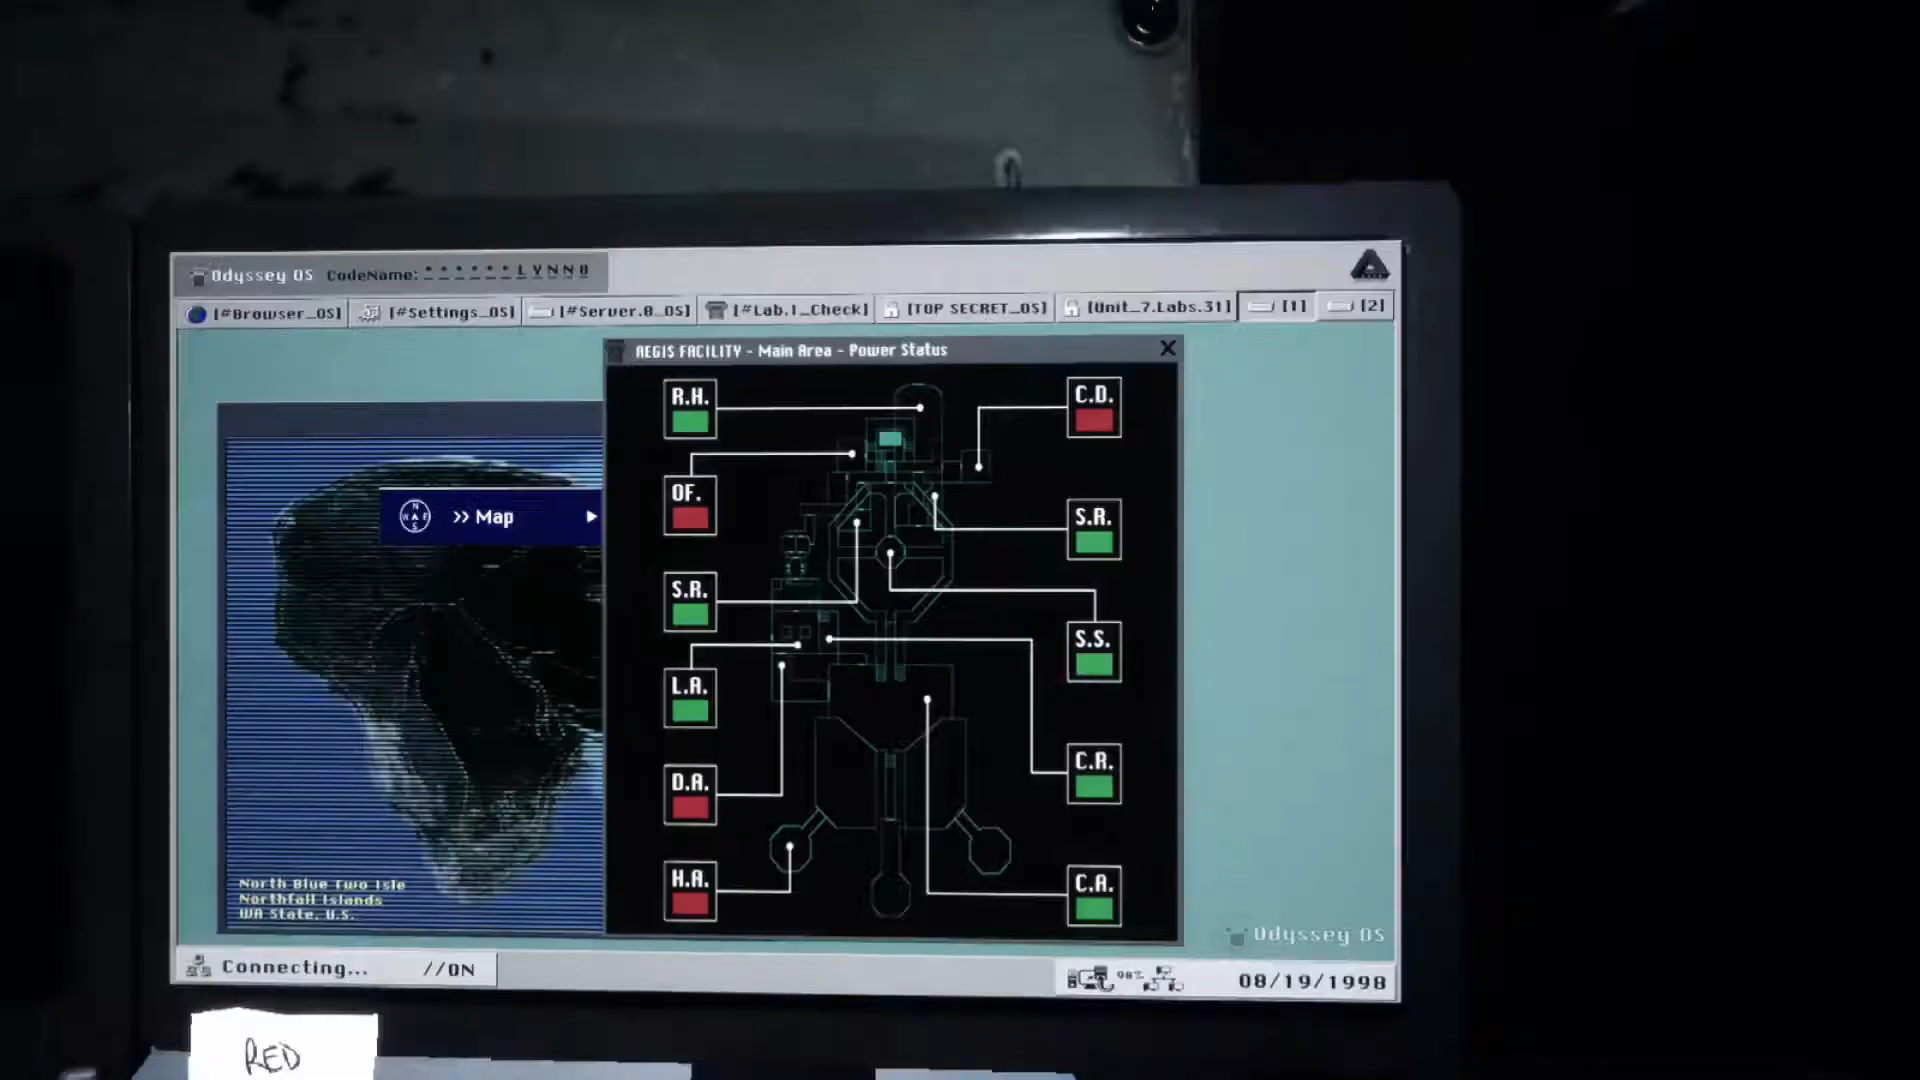 Odyssey OS CodeName: * * * * * * L Y N N 0
[#Browser_OS] [#Settings_OS] [#Server.B_OS] [#Lab.1_Check] [TOP SECRET_OS] [Unit_7.Labs.31] [1] [2]
AEGIS FACILITY - Main Area - Power Status X
R.H.
C.D.
OF.
>> Map
S.R.
S.R.
S.S.
L.A.
C.R.
D.A.
H.A.
C.A.
North Blue Two Isle
Northfall Islands
WA State, U.S.
Odyssey OS
Connecting... //ON
98% 08/19/1998
RED